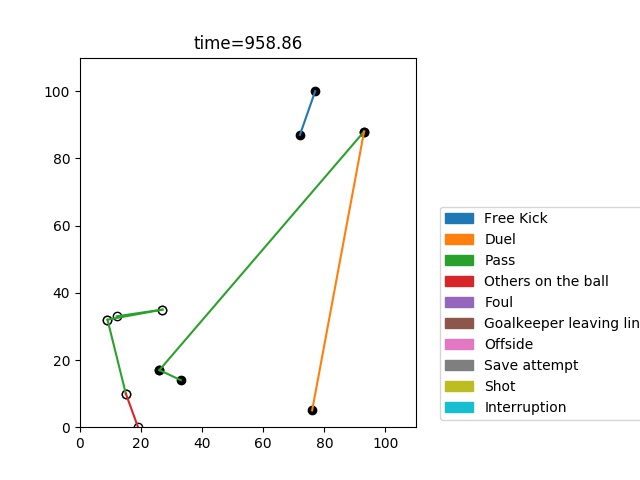 time=958.86
100
80
60
40
20
0
0 20 40 60 80 100
Free Kick
Duel
Pass
Others on the ball
Foul
Goalkeeper leaving lin
Offside
Save attempt
Shot
Interruption